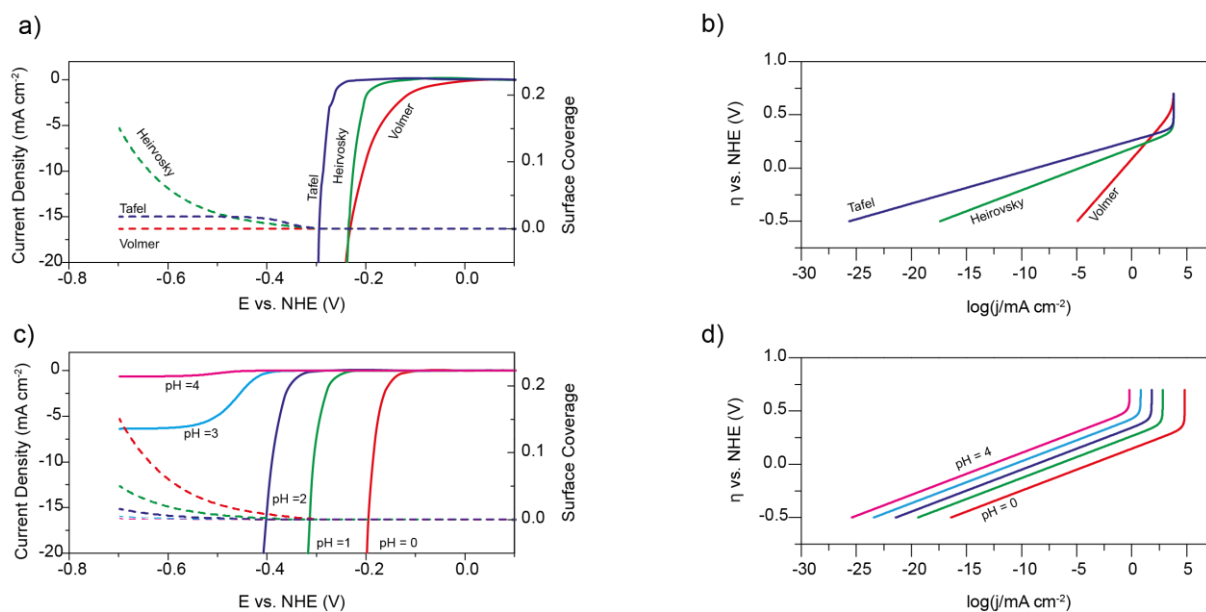 a)
Current Density (mA cm⁻²)
0
-5
-10
-15
-20
Heirvosky
Tafel
Volmer
Tafel
Heirvosky
Volmer
0.2
0.1
0.0
Surface Coverage
-0.8
-0.6
-0.4
-0.2
0.0
E vs. NHE (V)
b)
η vs. NHE (V)
1.0
0.5
0.0
-0.5
Tafel
Heirovsky
Volmer
-30
-25
-20
-15
-10
-5
0
5
log(j/mA cm⁻²)
c)
Current Density (mA cm⁻²)
0
-5
-10
-15
-20
pH =4
pH =3
pH =2
pH =1
pH = 0
0.2
0.1
0.0
Surface Coverage
-0.8
-0.6
-0.4
-0.2
0.0
E vs. NHE (V)
d)
η vs. NHE (V)
1.0
0.5
0.0
-0.5
pH = 4
pH = 0
-30
-25
-20
-15
-10
-5
0
5
log(j/mA cm⁻²)